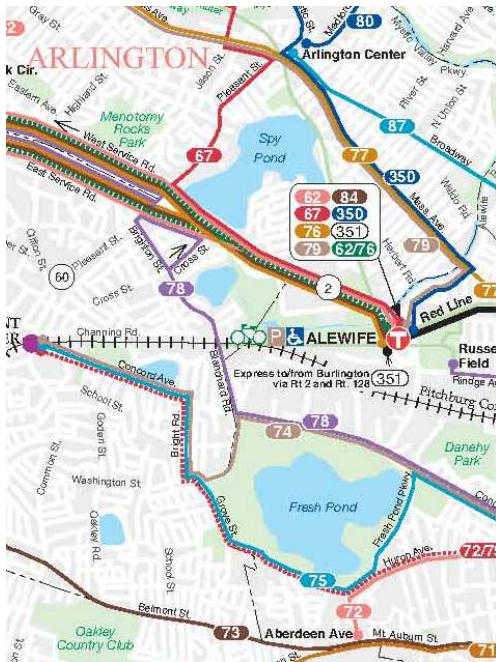 Gray St.
80
ARLINGTON
Arlington Center
Jason St.
Pleasant St.
k Cir.
Eastern Ave.
Highland St.
Mystic Valley
Pkwy.
Harvard Ave.
River St.
N Union St.
87
Broadway
Menotomy
Rocks
Park
West Service Rd.
67
Spy
Pond
77
350
East Service Rd.
62 84
67 350
76 351
79 62/76
Mass Ave.
Waldo Rd.
Alewife
79
Herbert Rd.
Clifton St.
Pleasant St.
Brighton St.
Cross St.
60
78
Cross St.
2
77
Red Line
Channing Rd.
P
ALEWIFE
T
Russe
Field
Rindge A
Express to/from Burlington
via Rt 2 and Rt. 128
351
Fitchburg Com
Concord Ave.
School St.
Blanchard Rd.
Common St.
Goden St.
Bright Rd.
78
74
Danehy
Park
Washington St.
Oakley Rd.
Grove St.
Fresh Pond
Fresh Pond Pkwy.
School St.
75
Huron Ave.
72/75
72
Belmont St.
73
Aberdeen Ave
Mt Auburn St.
71
Oakley
Country Club